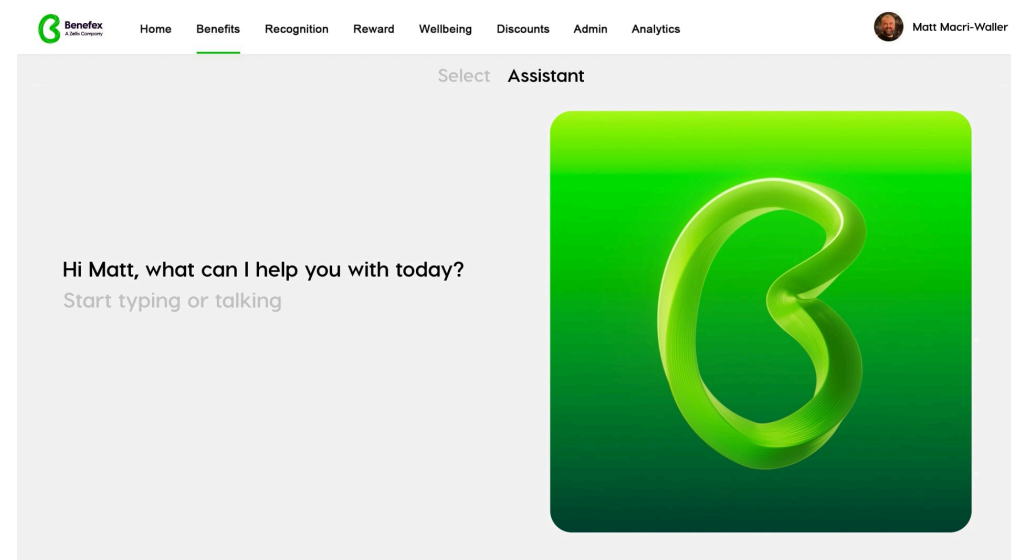 Benefex
A Zellis Company
Home Benefits Recognition Reward Wellbeing Discounts Admin Analytics Matt Macri-Waller
Select Assistant
Hi Matt, what can I help you with today?
Start typing or talking